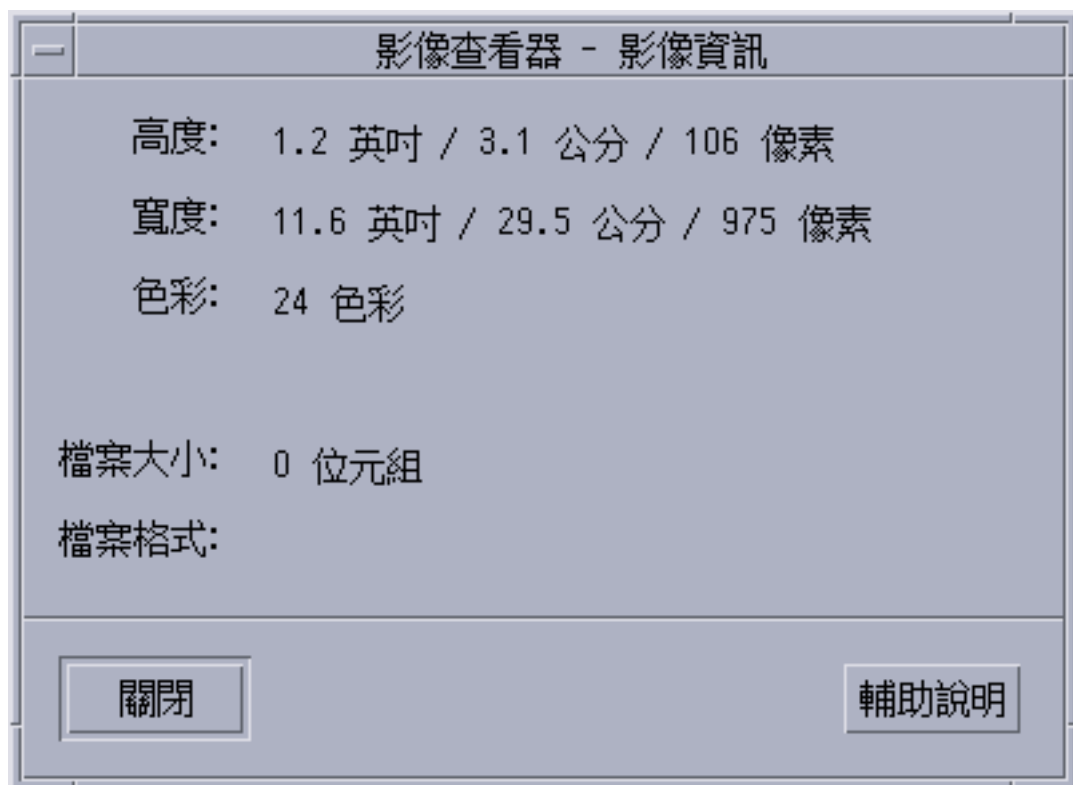 影像查看器 - 影像資訊
高度: 1.2 英吋 / 3.1 公分 / 106 像素
寬度: 11.6 英吋 / 29.5 公分 / 975 像素
色彩: 24 色彩
檔案大小: 0 位元組
檔案格式:
關閉
輔助說明